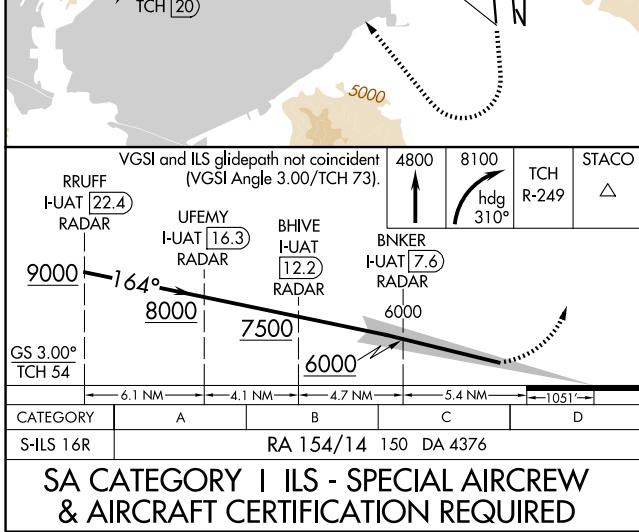 TCH 20
N
5000
VGSI and ILS glidepath not coincident
(VGSI Angle 3.00/TCH 73).
4800
8100
hdg
310°
TCH
R-249
STACO
RRUFF
I-UAT 22.4
RADAR
UFEMY
I-UAT 16.3
RADAR
BHIVE
I-UAT
12.2
RADAR
BNKER
I-UAT 7.6
RADAR
9000
164°
8000
7500
6000
6000
GS 3.00°
TCH 54
6.1 NM
4.1 NM
4.7 NM
5.4 NM
1051'
CATEGORY A B C D
S-ILS 16R RA 154/14 150 DA 4376
SA CATEGORY I ILS - SPECIAL AIRCREW
& AIRCRAFT CERTIFICATION REQUIRED